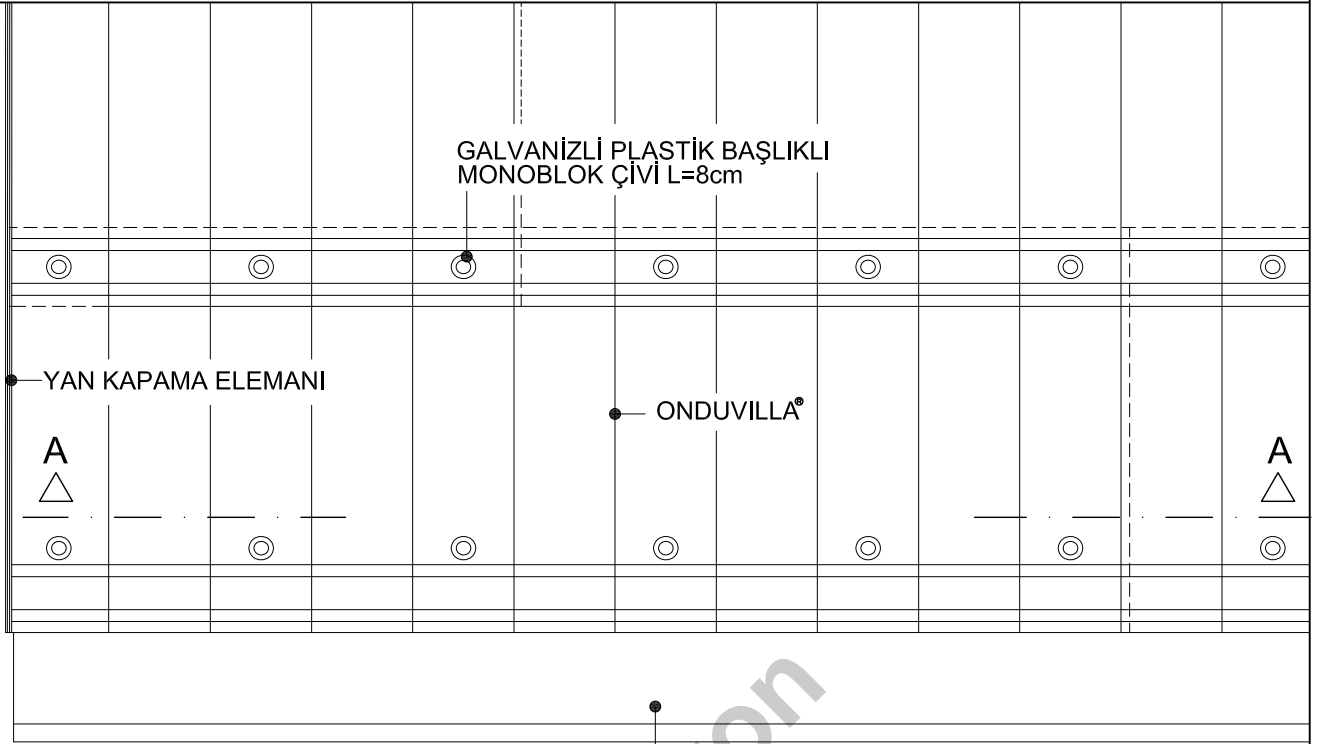 GALVANİZLİ PLASTİK BAŞLIKLI
MONOBLOK ÇİVİ L=8cm
YAN KAPAMA ELEMANI
ONDUVILLA®
A
A